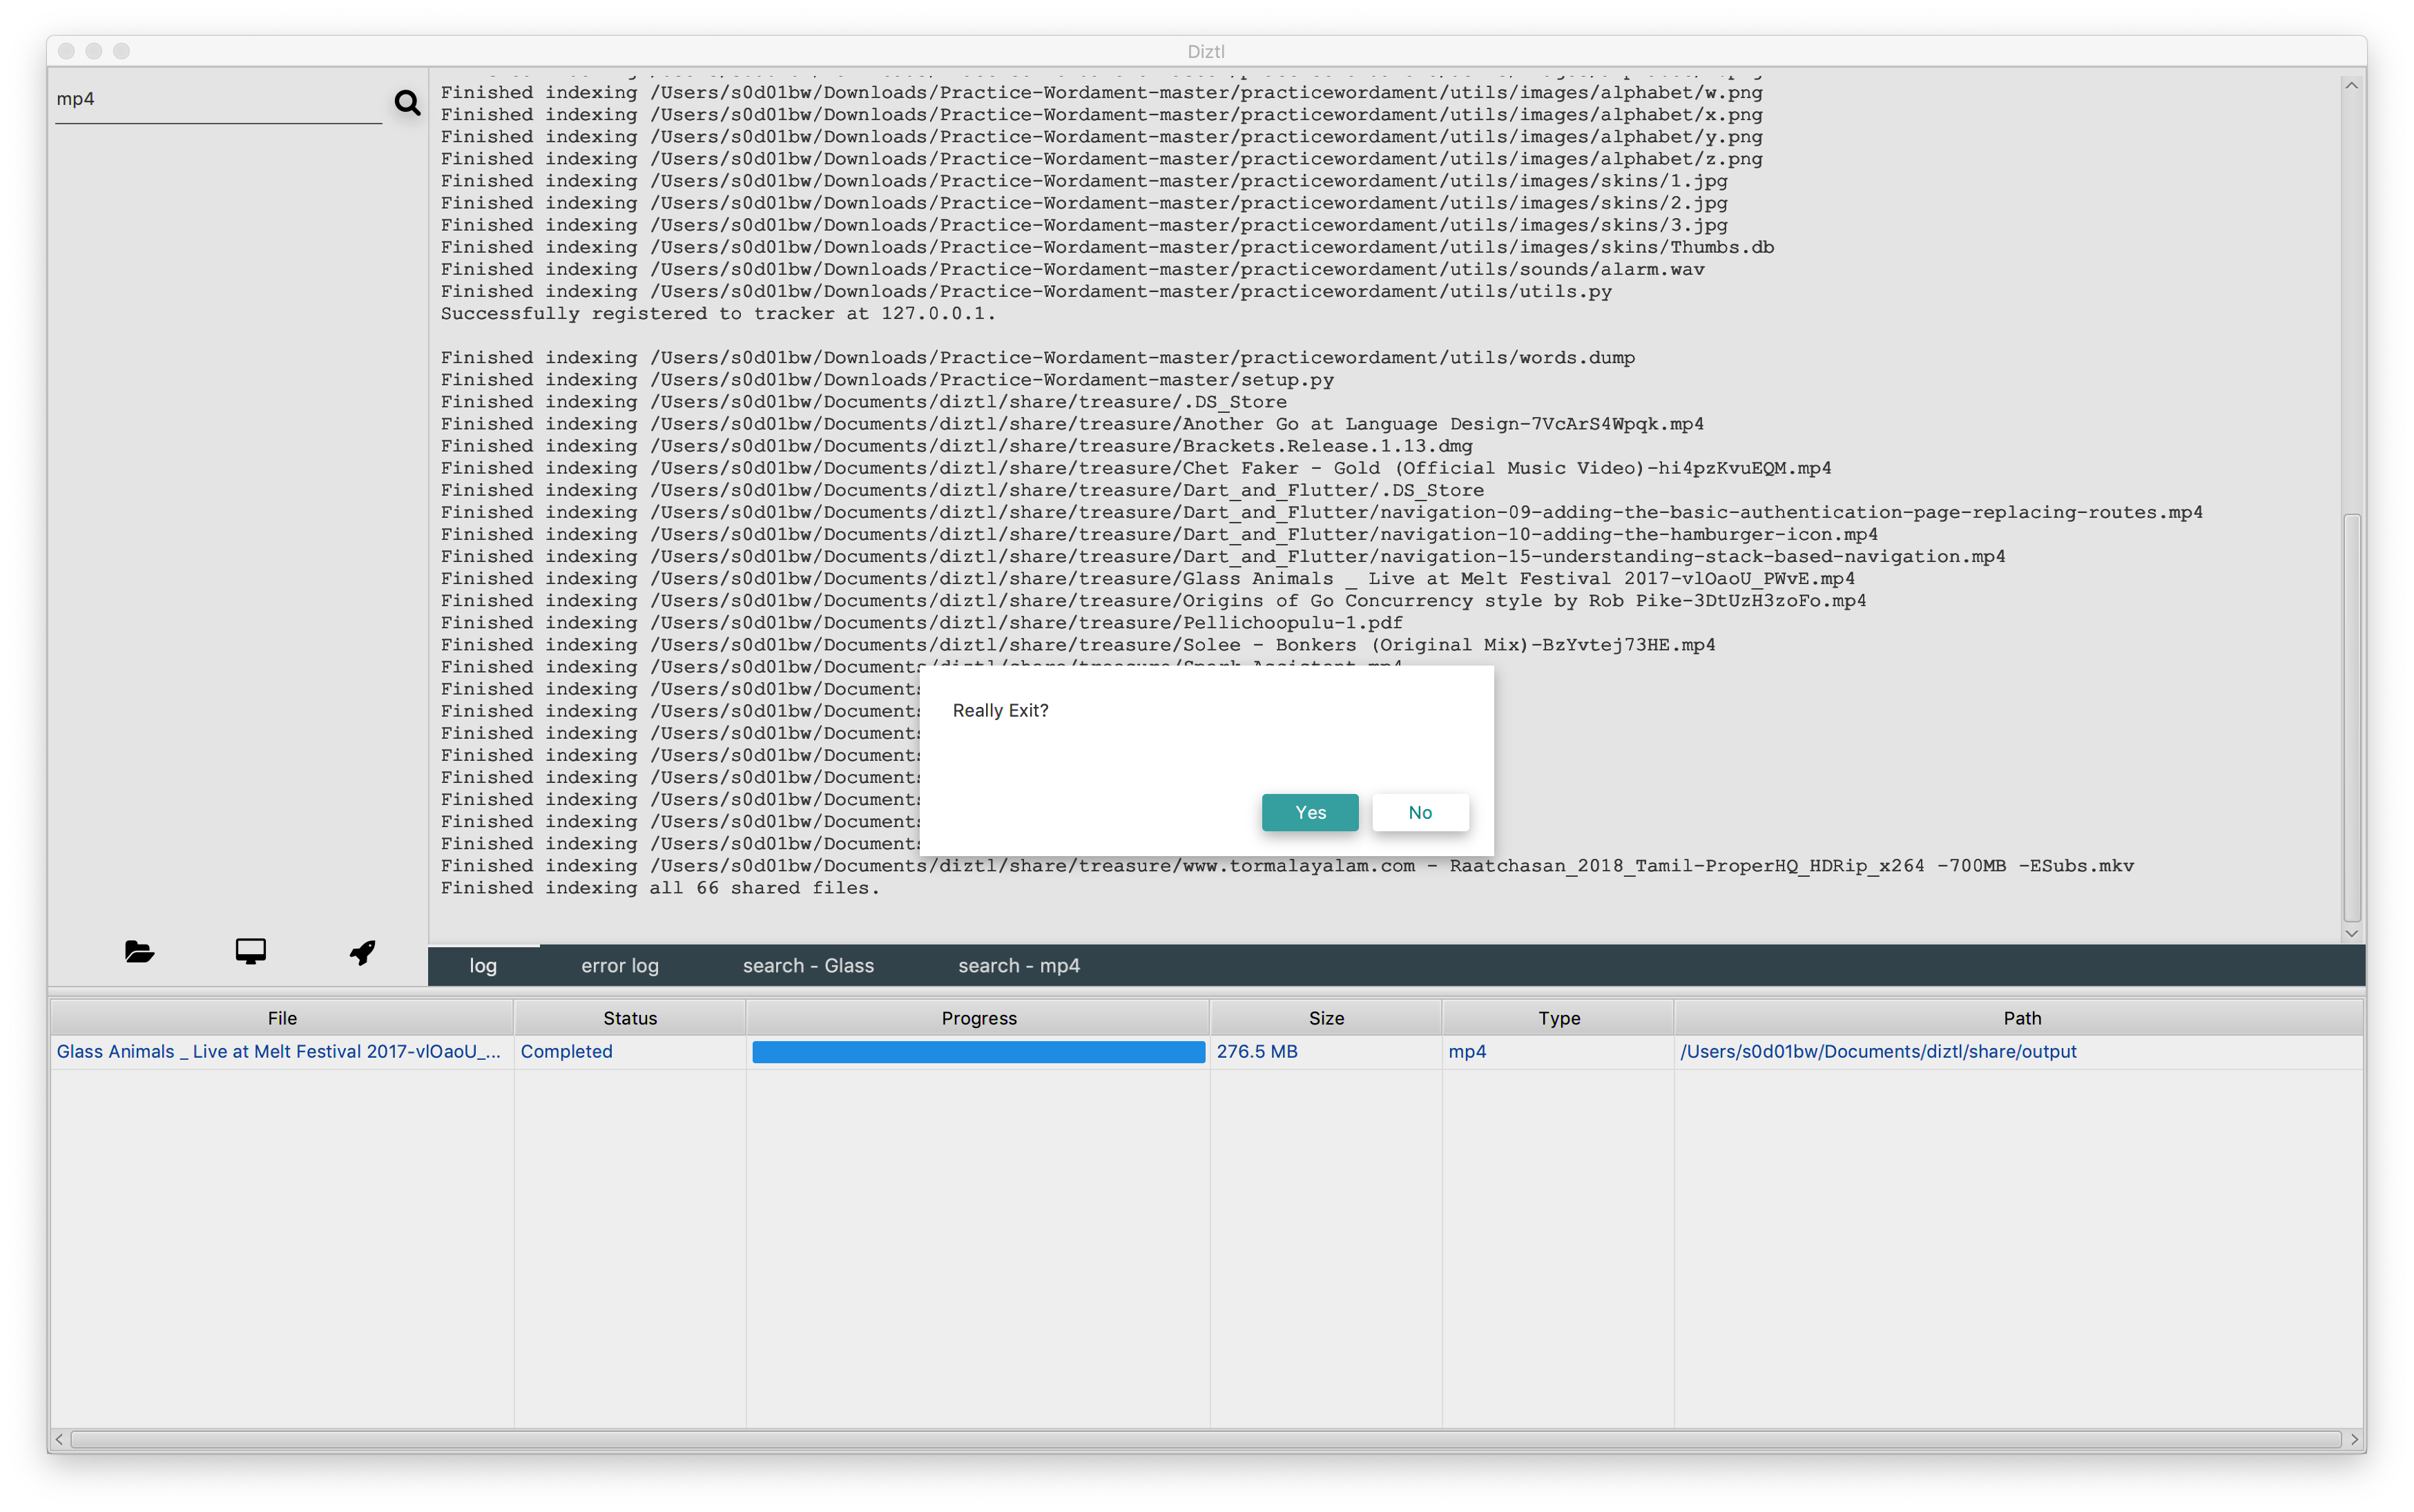 Diztl
mp4
Finished indexing /Users/s0d01bw/Downloads/Practice-Wordament-master/practicewordament/utils/images/alphabet/w.png
Finished indexing /Users/s0d01bw/Downloads/Practice-Wordament-master/practicewordament/utils/images/alphabet/x.png
Finished indexing /Users/s0d01bw/Downloads/Practice-Wordament-master/practicewordament/utils/images/alphabet/y.png
Finished indexing /Users/s0d01bw/Downloads/Practice-Wordament-master/practicewordament/utils/images/alphabet/z.png
Finished indexing /Users/s0d01bw/Downloads/Practice-Wordament-master/practicewordament/utils/images/skins/1.jpg
Finished indexing /Users/s0d01bw/Downloads/Practice-Wordament-master/practicewordament/utils/images/skins/2.jpg
Finished indexing /Users/s0d01bw/Downloads/Practice-Wordament-master/practicewordament/utils/images/skins/3.jpg
Finished indexing /Users/s0d01bw/Downloads/Practice-Wordament-master/practicewordament/utils/images/skins/Thumbs.db
Finished indexing /Users/s0d01bw/Downloads/Practice-Wordament-master/practicewordament/utils/sounds/alarm.wav
Finished indexing /Users/s0d01bw/Downloads/Practice-Wordament-master/practicewordament/utils/utils.py
Successfully registered to tracker at 127.0.0.1.
Finished indexing /Users/s0d01bw/Downloads/Practice-Wordament-master/practicewordament/utils/words.dump
Finished indexing /Users/s0d01bw/Downloads/Practice-Wordament-master/setup.py
Finished indexing /Users/s0d01bw/Documents/diztl/share/treasure/.DS_Store
Finished indexing /Users/s0d01bw/Documents/diztl/share/treasure/Another Go at Language Design-7VcArS4Wpqk.mp4
Finished indexing /Users/s0d01bw/Documents/diztl/share/treasure/Brackets.Release.1.13.dmg
Finished indexing /Users/s0d01bw/Documents/diztl/share/treasure/Chet Faker - Gold (Official Music Video)-hi4pzKvuEQM.mp4
Finished indexing /Users/s0d01bw/Documents/diztl/share/treasure/Dart_and_Flutter/.DS_Store
Finished indexing /Users/s0d01bw/Documents/diztl/share/treasure/Dart_and_Flutter/navigation-09-adding-the-basic-authentication-page-replacing-routes.mp4
Finished indexing /Users/s0d01bw/Documents/diztl/share/treasure/Dart_and_Flutter/navigation-10-adding-the-hamburger-icon.mp4
Finished indexing /Users/s0d01bw/Documents/diztl/share/treasure/Dart_and_Flutter/navigation-15-understanding-stack-based-navigation.mp4
Finished indexing /Users/s0d01bw/Documents/diztl/share/treasure/Glass Animals _ Live at Melt Festival 2017-vlOaoU_PWvE.mp4
Finished indexing /Users/s0d01bw/Documents/diztl/share/treasure/Origins of Go Concurrency style by Rob Pike-3DtUzH3zoFo.mp4
Finished indexing /Users/s0d01bw/Documents/diztl/share/treasure/Pellichoopulu-1.pdf
Finished indexing /Users/s0d01bw/Documents/diztl/share/treasure/Solee - Bonkers (Original Mix)-BzYvtej73HE.mp4
Finished indexing /Users/s0d01bw/Documents/diztl/share/treasure/Spark Assistant.mp4
Finished indexing /Users/s0d01bw/Documents
Finished indexing /Users/s0d01bw/Documents
Finished indexing /Users/s0d01bw/Documents
Finished indexing /Users/s0d01bw/Documents
Finished indexing /Users/s0d01bw/Documents
Finished indexing /Users/s0d01bw/Documents
Finished indexing /Users/s0d01bw/Documents
Finished indexing /Users/s0d01bw/Documents
Finished indexing /Users/s0d01bw/Documents/diztl/share/treasure/www.tormalayalam.com - Raatchasan_2018_Tamil-ProperHQ_HDRip_x264 -700MB -ESubs.mkv
Finished indexing all 66 shared files.
Really Exit?
Yes No
log error log search - Glass search - mp4
File Status Progress Size Type Path
Glass Animals _ Live at Melt Festival 2017-vlOaoU_... Completed 276.5 MB mp4 /Users/s0d01bw/Documents/diztl/share/output